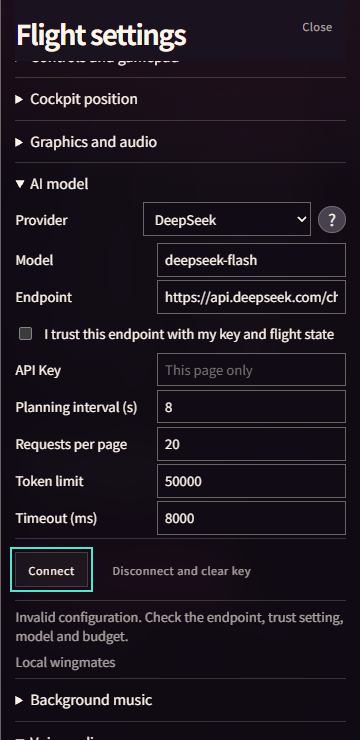 Flight settings
Close
Controls and gamepad
Cockpit position
Graphics and audio
AI model
Provider
DeepSeek
?
Model
deepseek-flash
Endpoint
https://api.deepseek.com/ch
I trust this endpoint with my key and flight state
API Key
This page only
Planning interval (s)
8
Requests per page
20
Token limit
50000
Timeout (ms)
8000
Connect
Disconnect and clear key
Invalid configuration. Check the endpoint, trust setting,
model and budget.
Local wingmates
Background music